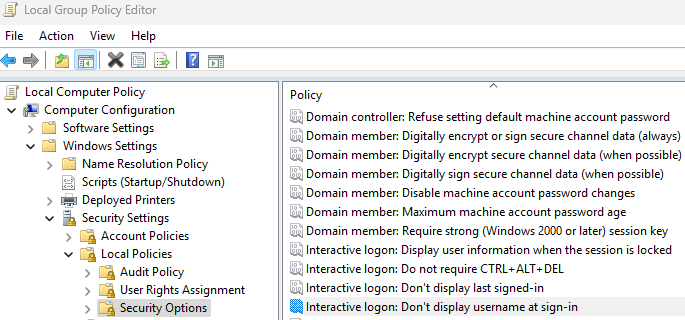 Local Group Policy Editor
File Action View Help
Local Computer Policy
Computer Configuration
Software Settings
Windows Settings
Name Resolution Policy
Scripts (Startup/Shutdown)
Deployed Printers
Security Settings
Account Policies
Local Policies
Audit Policy
User Rights Assignment
Security Options
Policy
Domain controller: Refuse setting default machine account password
Domain member: Digitally encrypt or sign secure channel data (always)
Domain member: Digitally encrypt secure channel data (when possible)
Domain member: Digitally sign secure channel data (when possible)
Domain member: Disable machine account password changes
Domain member: Maximum machine account password age
Domain member: Require strong (Windows 2000 or later) session key
Interactive logon: Display user information when the session is locked
Interactive logon: Do not require CTRL+ALT+DEL
Interactive logon: Don't display last signed-in
Interactive logon: Don't display username at sign-in